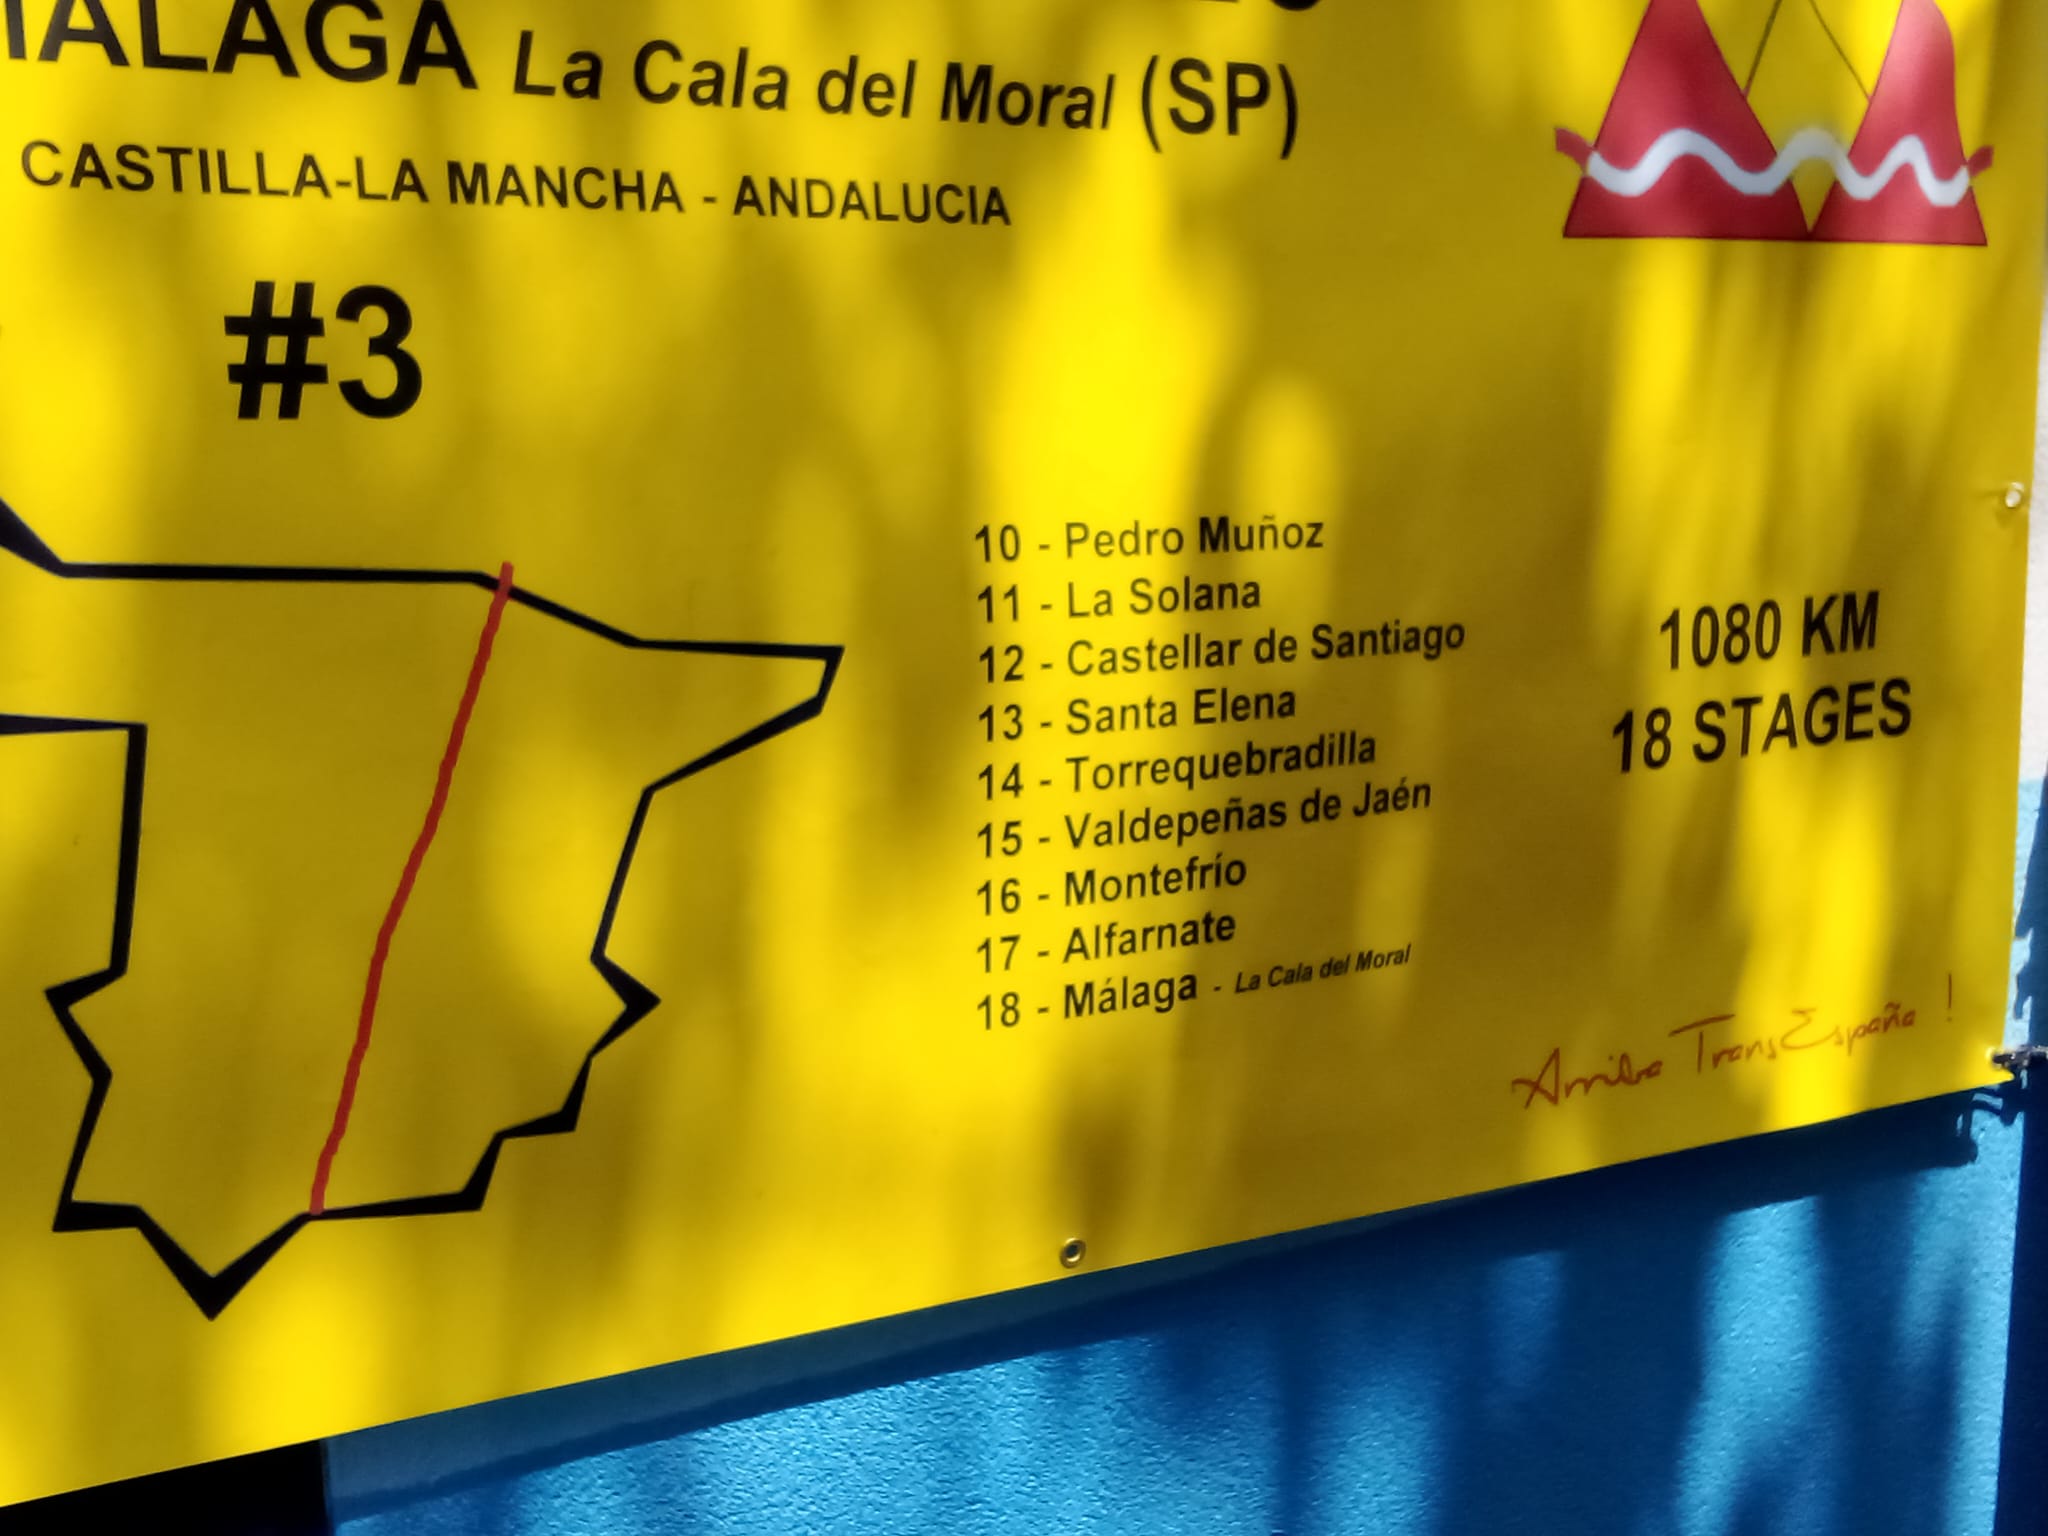 MALAGA La Cala del Moral (SP)
CASTILLA-LA MANCHA - ANDALUCIA
#3
10 - Pedro Muñoz
11 - La Solana
12 - Castellar de Santiago
13 - Santa Elena
14 - Torrequebradilla
15 - Valdepeñas de Jaén
16 - Montefrío
17 - Alfarnate
18 - Málaga - La Cala del Moral
1080 KM
18 STAGES
Arriba TransEspaña !